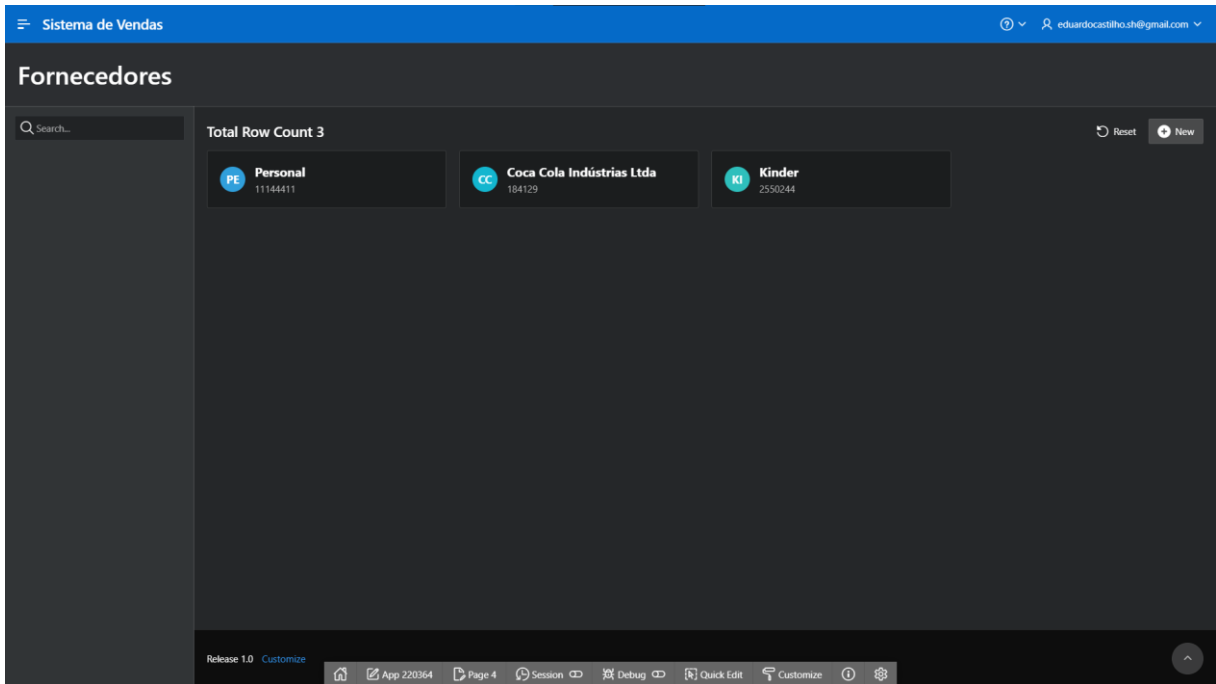 Sistema de Vendas
eduardocastilho.sh@gmail.com
Fornecedores
Search...
Total Row Count 3
Reset
New
PE
Personal
11144411
CC
Coca Cola Indústrias Ltda
184129
KI
Kinder
2550244
Release 1.0 Customize
App 220364 Page 4 Session Debug Quick Edit Customize